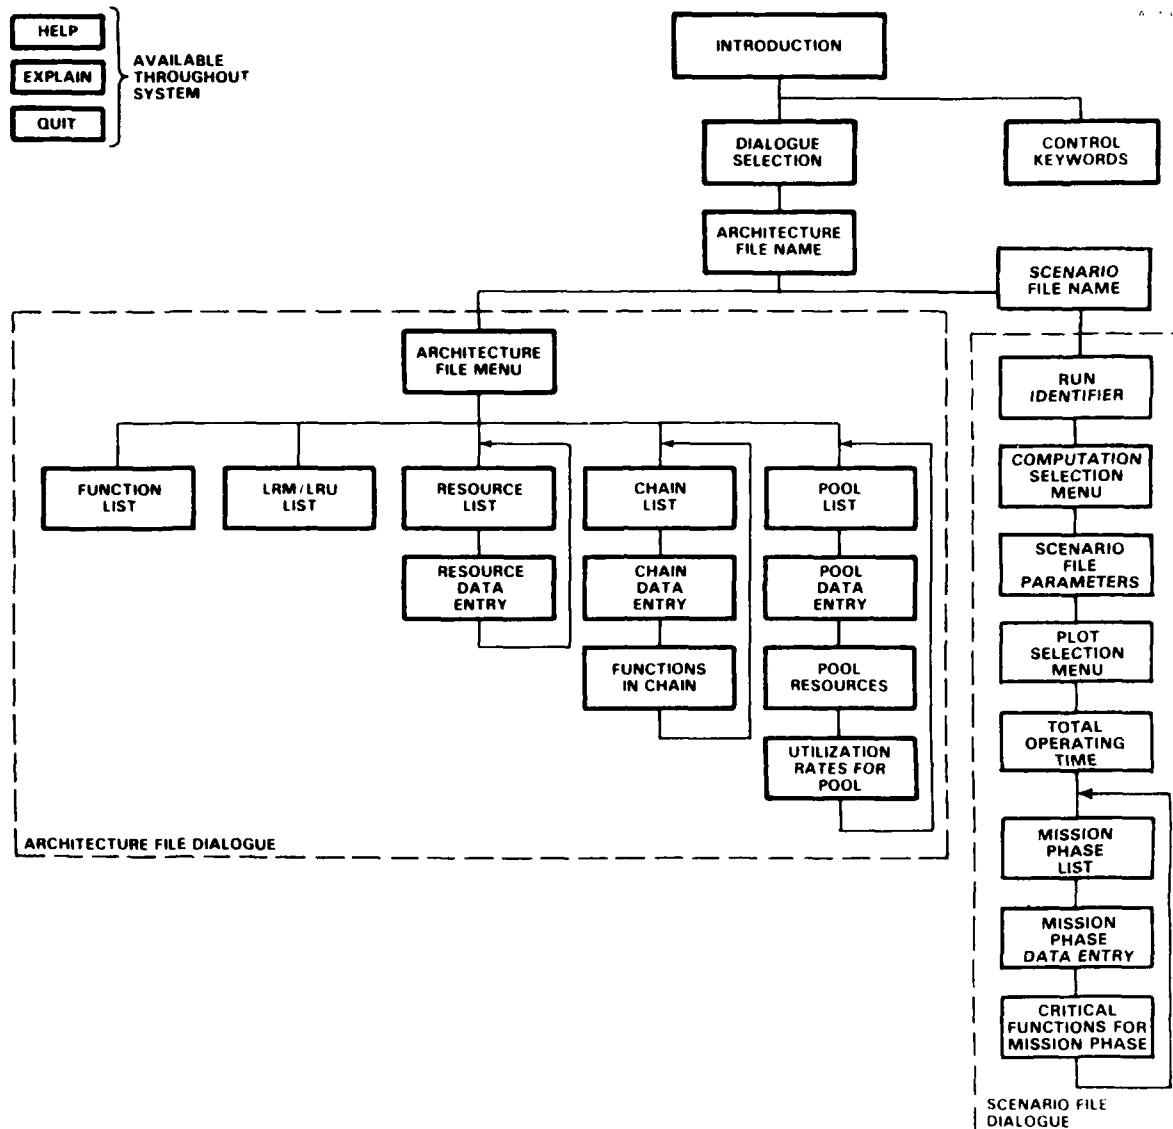 HELP
EXPLAIN
QUIT
AVAILABLE
THROUGHOUT
SYSTEM
INTRODUCTION
DIALOGUE
SELECTION
CONTROL
KEYWORDS
ARCHITECTURE
FILE NAME
SCENARIO
FILE NAME
ARCHITECTURE
FILE MENU
FUNCTION
LIST
LRM/LRU
LIST
RESOURCE
LIST
CHAIN
LIST
POOL
LIST
RESOURCE
DATA
ENTRY
CHAIN
DATA
ENTRY
POOL DATA
ENTRY
FUNCTIONS
IN CHAIN
POOL
RESOURCES
UTILIZATION
RATES FOR
POOL
ARCHITECTURE FILE DIALOGUE
RUN
IDENTIFIER
COMPUTATION
SELECTION
MENU
SCENARIO
FILE
PARAMETERS
PLOT
SELECTION
MENU
TOTAL
OPERATING
TIME
MISSION
PHASE
LIST
MISSION
PHASE
DATA ENTRY
CRITICAL
FUNCTIONS FOR
MISSION PHASE
SCENARIO FILE
DIALOGUE